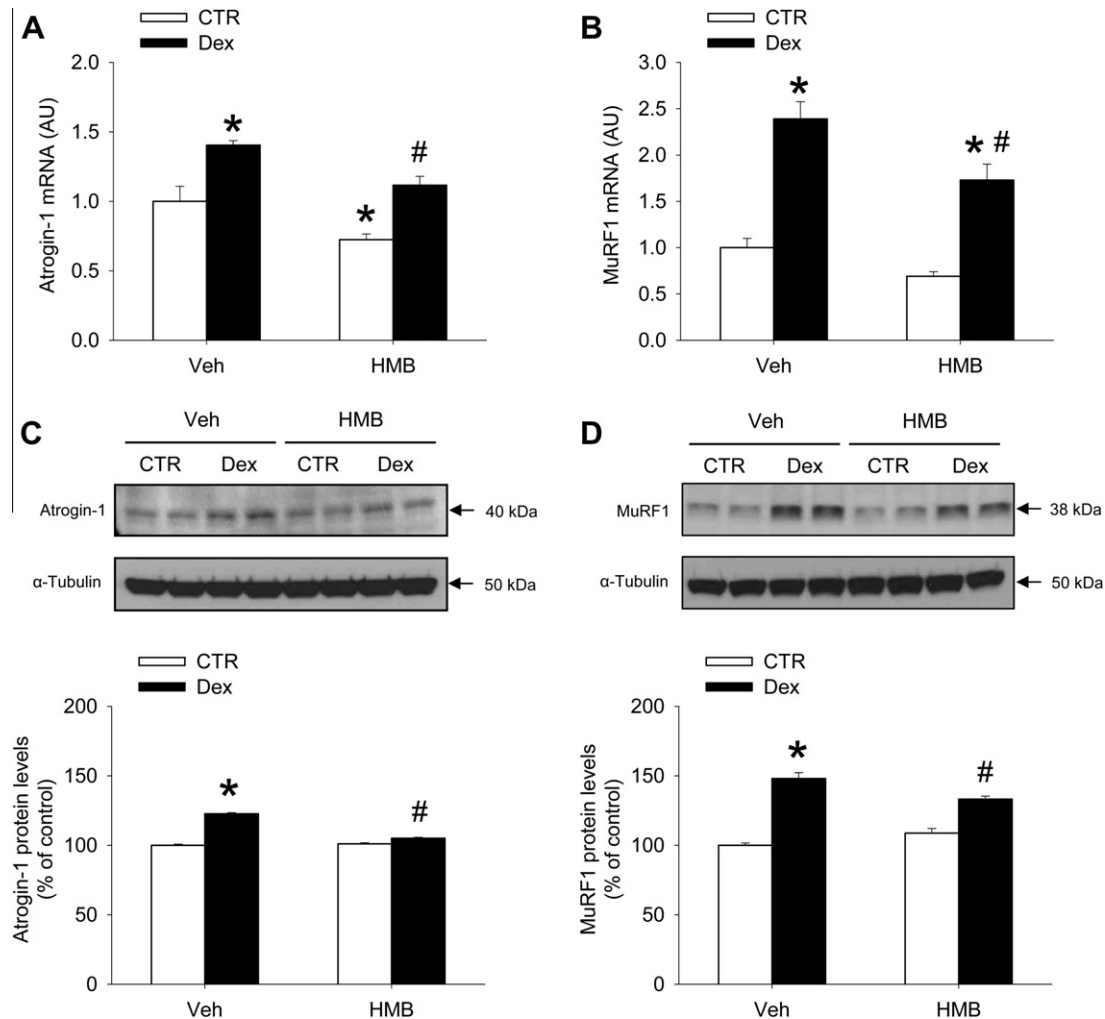 A
CTR
Dex
Atrogin-1 mRNA (AU)
2.0
1.5
1.0
0.5
0.0
*
*
#
Veh HMB
B
CTR
Dex
MuRF1 mRNA (AU)
3.0
2.5
2.0
1.5
1.0
0.5
0.0
*
* #
Veh HMB
C
Veh HMB
CTR Dex CTR Dex
Atrogin-1 40 kDa
α-Tubulin 50 kDa
CTR
Dex
Atrogin-1 protein levels
(% of control)
200
150
100
50
0
*
#
Veh HMB
D
Veh HMB
CTR Dex CTR Dex
MuRF1 38 kDa
α-Tubulin 50 kDa
CTR
Dex
MuRF1 protein levels
(% of control)
200
150
100
50
0
*
#
Veh HMB